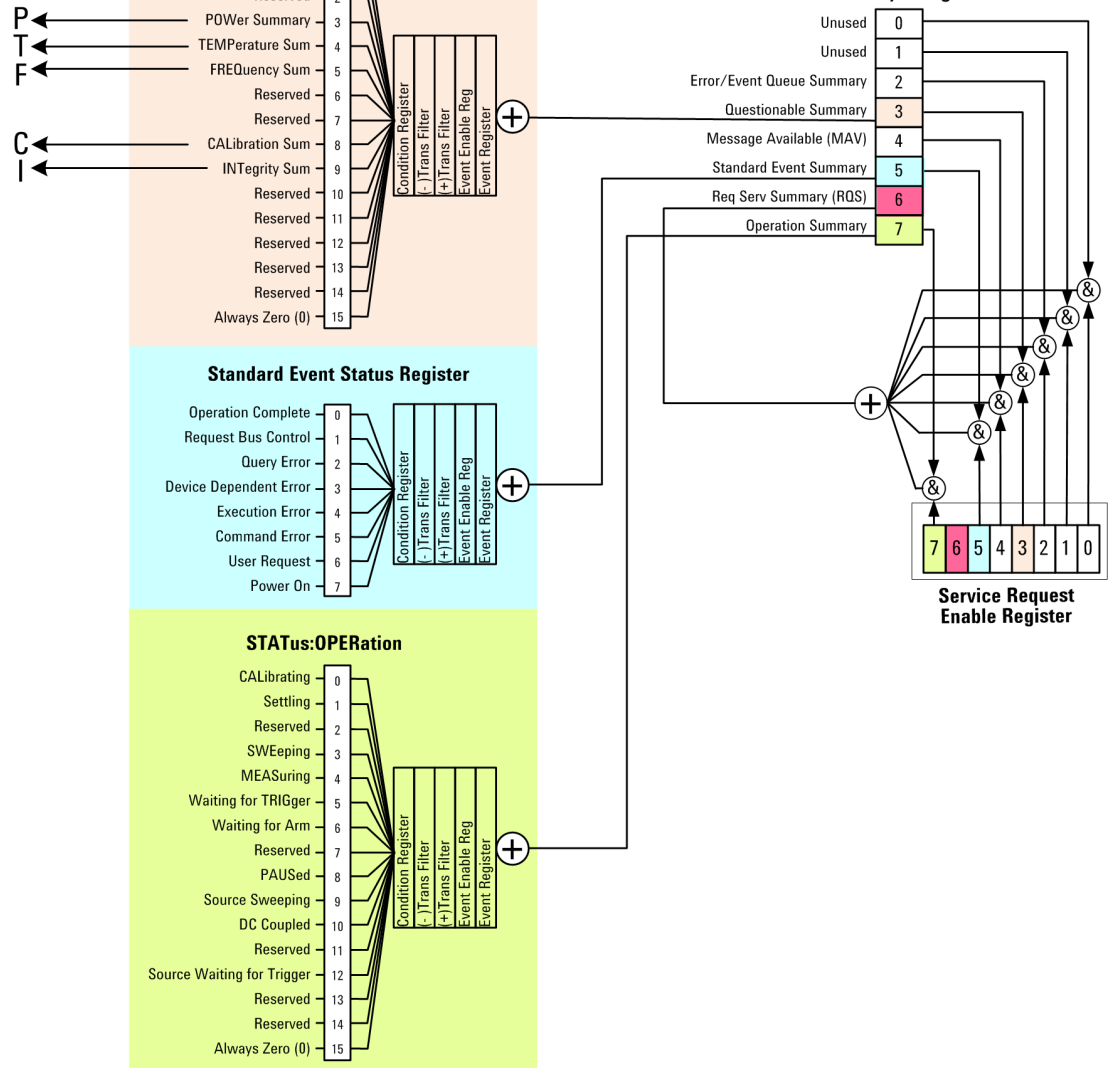 P
T
F
C
I
Reserved 2
POWer Summary 3
TEMPerature Sum 4
FREQuency Sum 5
Reserved 6
Reserved 7
CALibration Sum 8
INTegrity Sum 9
Reserved 10
Reserved 11
Reserved 12
Reserved 13
Reserved 14
Always Zero (0) 15
Condition Register
(-)Trans Filter
(+)Trans Filter
Event Enable Reg
Event Register
+
Standard Event Status Register
Operation Complete 0
Request Bus Control 1
Query Error 2
Device Dependent Error 3
Execution Error 4
Command Error 5
User Request 6
Power On 7
Condition Register
(-)Trans Filter
(+)Trans Filter
Event Enable Reg
Event Register
+
STATus:OPERation
CALibrating 0
Settling 1
Reserved 2
SWEeping 3
MEASuring 4
Waiting for TRIGger 5
Waiting for Arm 6
Reserved 7
PAUSed 8
Source Sweeping 9
DC Coupled 10
Reserved 11
Source Waiting for Trigger 12
Reserved 13
Reserved 14
Always Zero (0) 15
Condition Register
(-)Trans Filter
(+)Trans Filter
Event Enable Reg
Event Register
+
Unused 0
Unused 1
Error/Event Queue Summary 2
Questionable Summary 3
Message Available (MAV) 4
Standard Event Summary 5
Req Serv Summary (RQS) 6
Operation Summary 7
&
&
&
&
&
&
&
+
7 6 5 4 3 2 1 0
Service Request
Enable Register